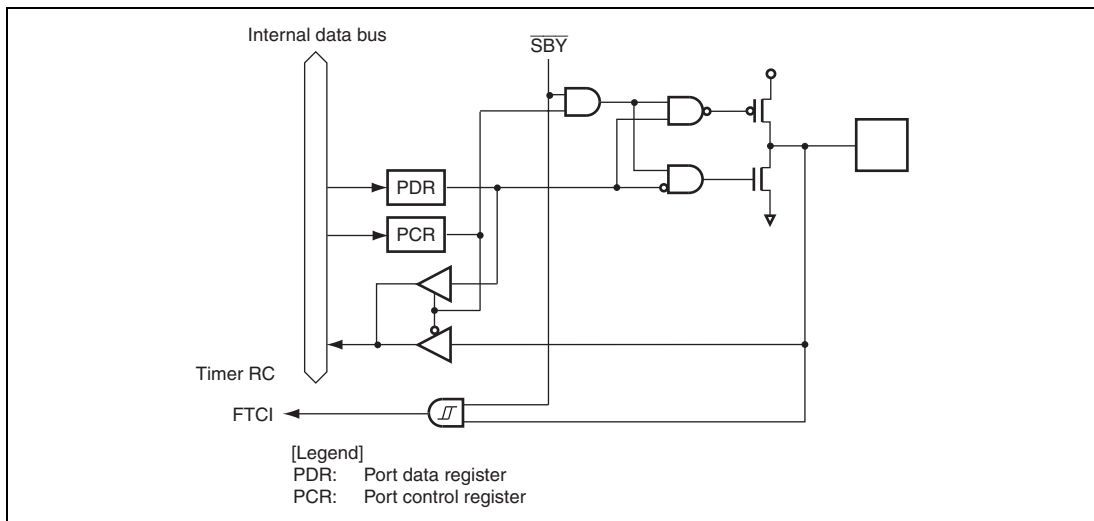 Internal data bus
SBY
PDR
PCR
Timer RC
FTCI
[Legend]
PDR: Port data register
PCR: Port control register